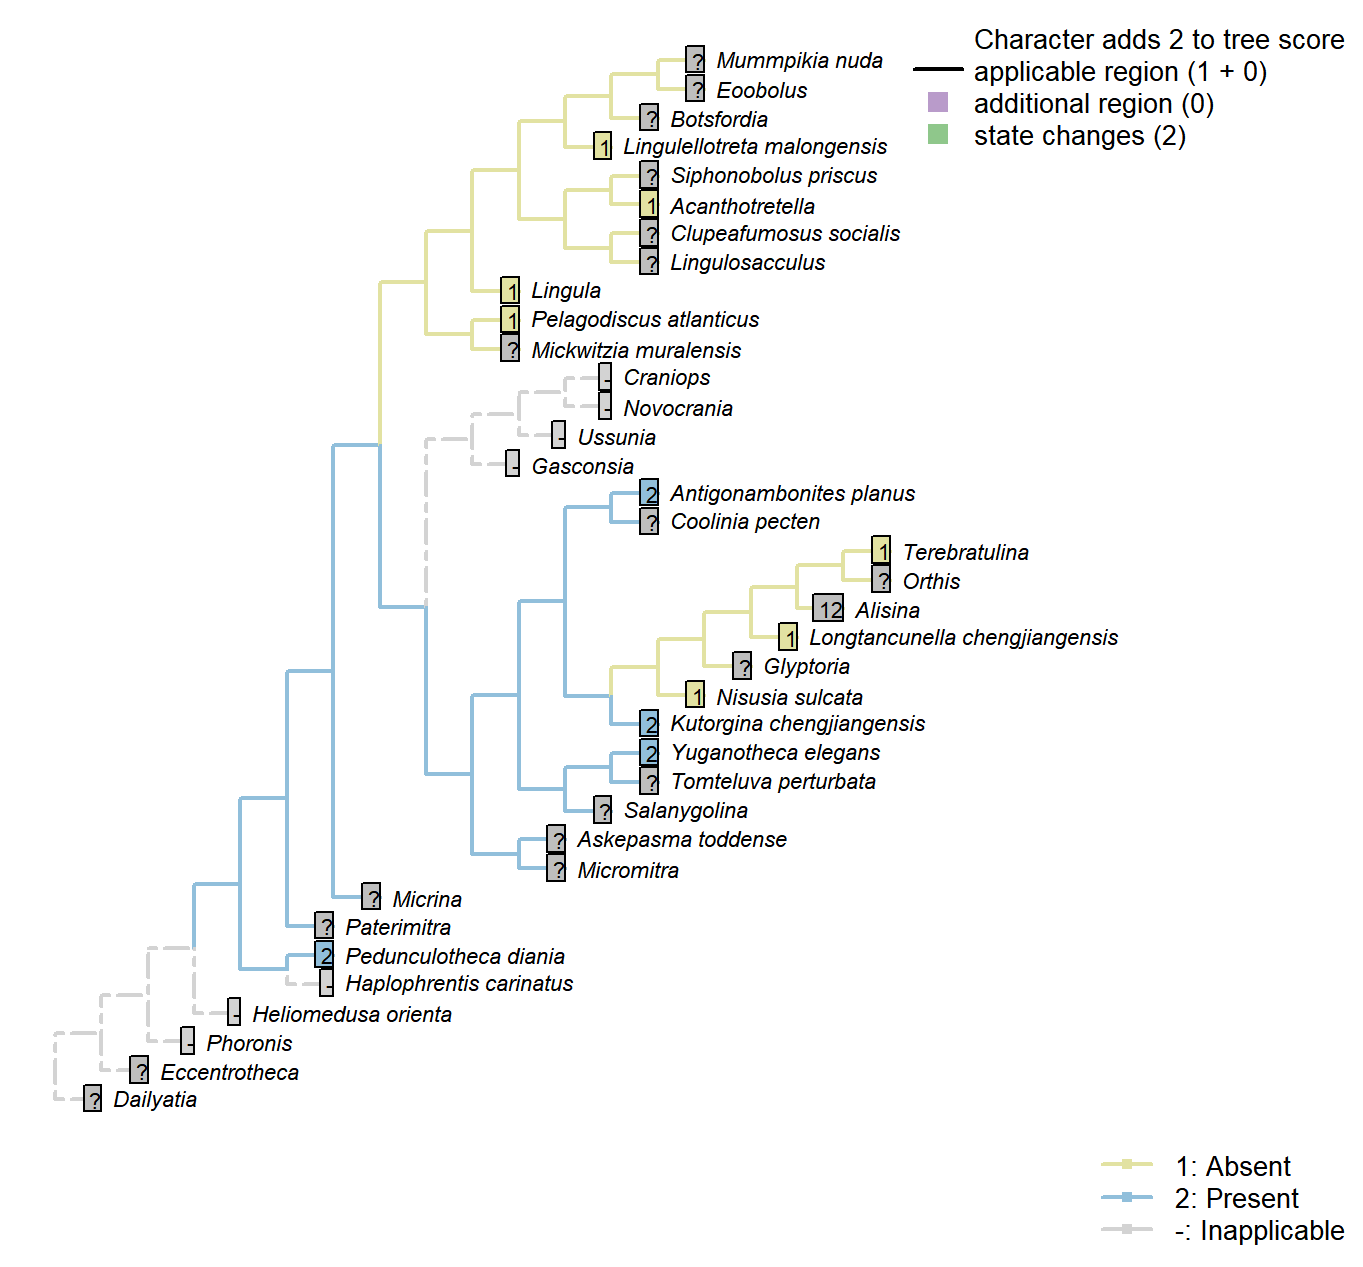 Character adds 2 to tree score
applicable region (1 + 0)
additional region (0)
state changes (2)
? Mummpikia nuda
? Eoobolus
? Botsfordia
1 Lingulellotreta malongensis
? Siphonobolus priscus
1 Acanthotretella
? Clupeafumosus socialis
? Lingulosacculus
1 Lingula
1 Pelagodiscus atlanticus
? Mickwitzia muralensis
- Craniops
- Novocrania
- Ussunia
- Gasconsia
2 Antigonambonites planus
? Coolinia pecten
1 Terebratulina
? Orthis
12 Alisina
1 Longtancunella chengjiangensis
? Glyptoria
1 Nisusia sulcata
2 Kutorgina chengjiangensis
2 Yuganotheca elegans
? Tomteluva perturbata
? Salanygolina
? Askepasma toddense
? Micromitra
? Micrina
? Paterimitra
2 Pedunculotheca diania
- Haplophrentis carinatus
- Heliomedusa orienta
- Phoronis
? Eccentrotheca
? Dailyatia
1: Absent
2: Present
-: Inapplicable